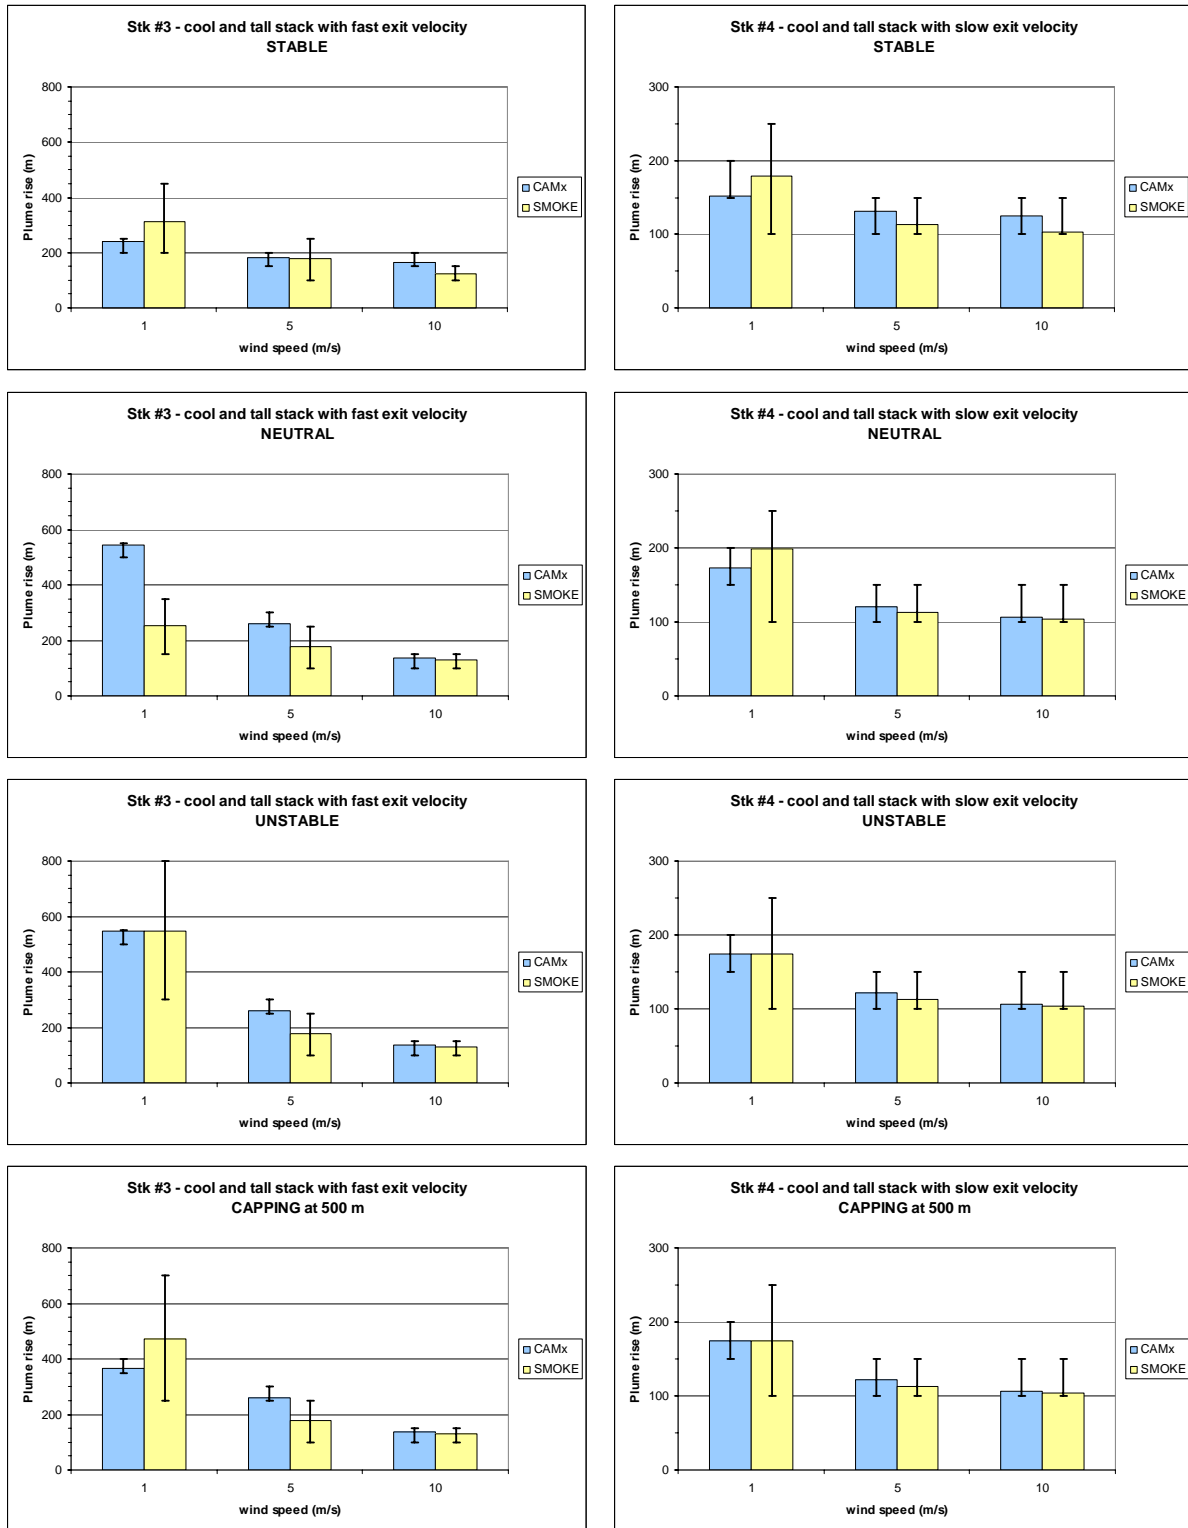 Stk #3 - cool and tall stack with fast exit velocity
STABLE
800
600
400
200
0
Plume rise (m)
1 5 10
wind speed (m/s)
CAMx
SMOKE
Stk #4 - cool and tall stack with slow exit velocity
STABLE
300
200
100
0
Plume rise (m)
1 5 10
wind speed (m/s)
CAMx
SMOKE
Stk #3 - cool and tall stack with fast exit velocity
NEUTRAL
800
600
400
200
0
Plume rise (m)
1 5 10
wind speed (m/s)
CAMx
SMOKE
Stk #4 - cool and tall stack with slow exit velocity
NEUTRAL
300
200
100
0
Plume rise (m)
1 5 10
wind speed (m/s)
CAMx
SMOKE
Stk #3 - cool and tall stack with fast exit velocity
UNSTABLE
800
600
400
200
0
Plume rise (m)
1 5 10
wind speed (m/s)
CAMx
SMOKE
Stk #4 - cool and tall stack with slow exit velocity
UNSTABLE
300
200
100
0
Plume rise (m)
1 5 10
wind speed (m/s)
CAMx
SMOKE
Stk #3 - cool and tall stack with fast exit velocity
CAPPING at 500 m
800
600
400
200
0
Plume rise (m)
1 5 10
wind speed (m/s)
CAMx
SMOKE
Stk #4 - cool and tall stack with slow exit velocity
CAPPING at 500 m
300
200
100
0
Plume rise (m)
1 5 10
wind speed (m/s)
CAMx
SMOKE